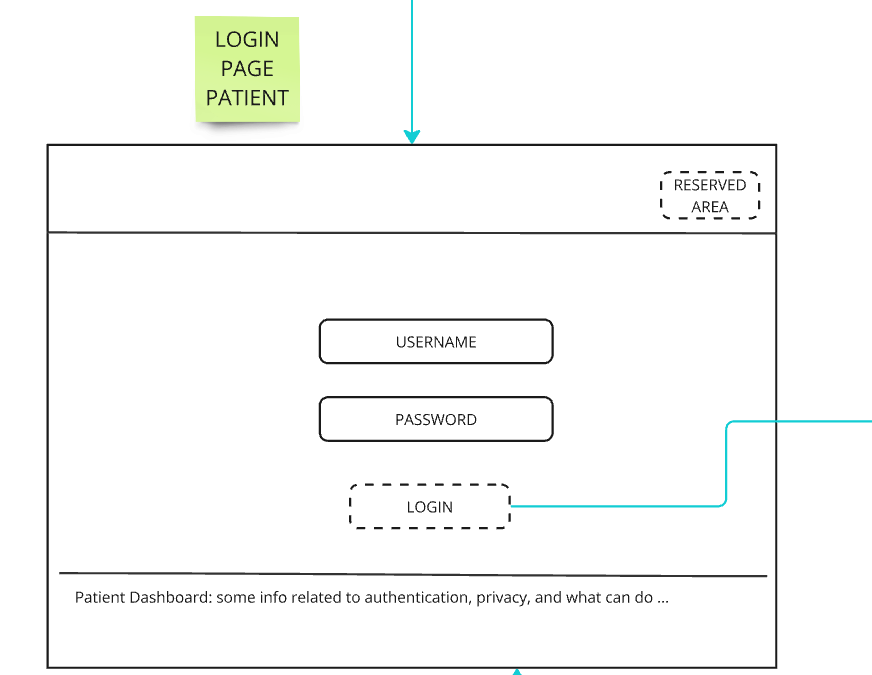 LOGIN
PAGE
PATIENT
RESERVED
AREA
USERNAME
PASSWORD
LOGIN
Patient Dashboard: some info related to authentication, privacy, and what can do ...